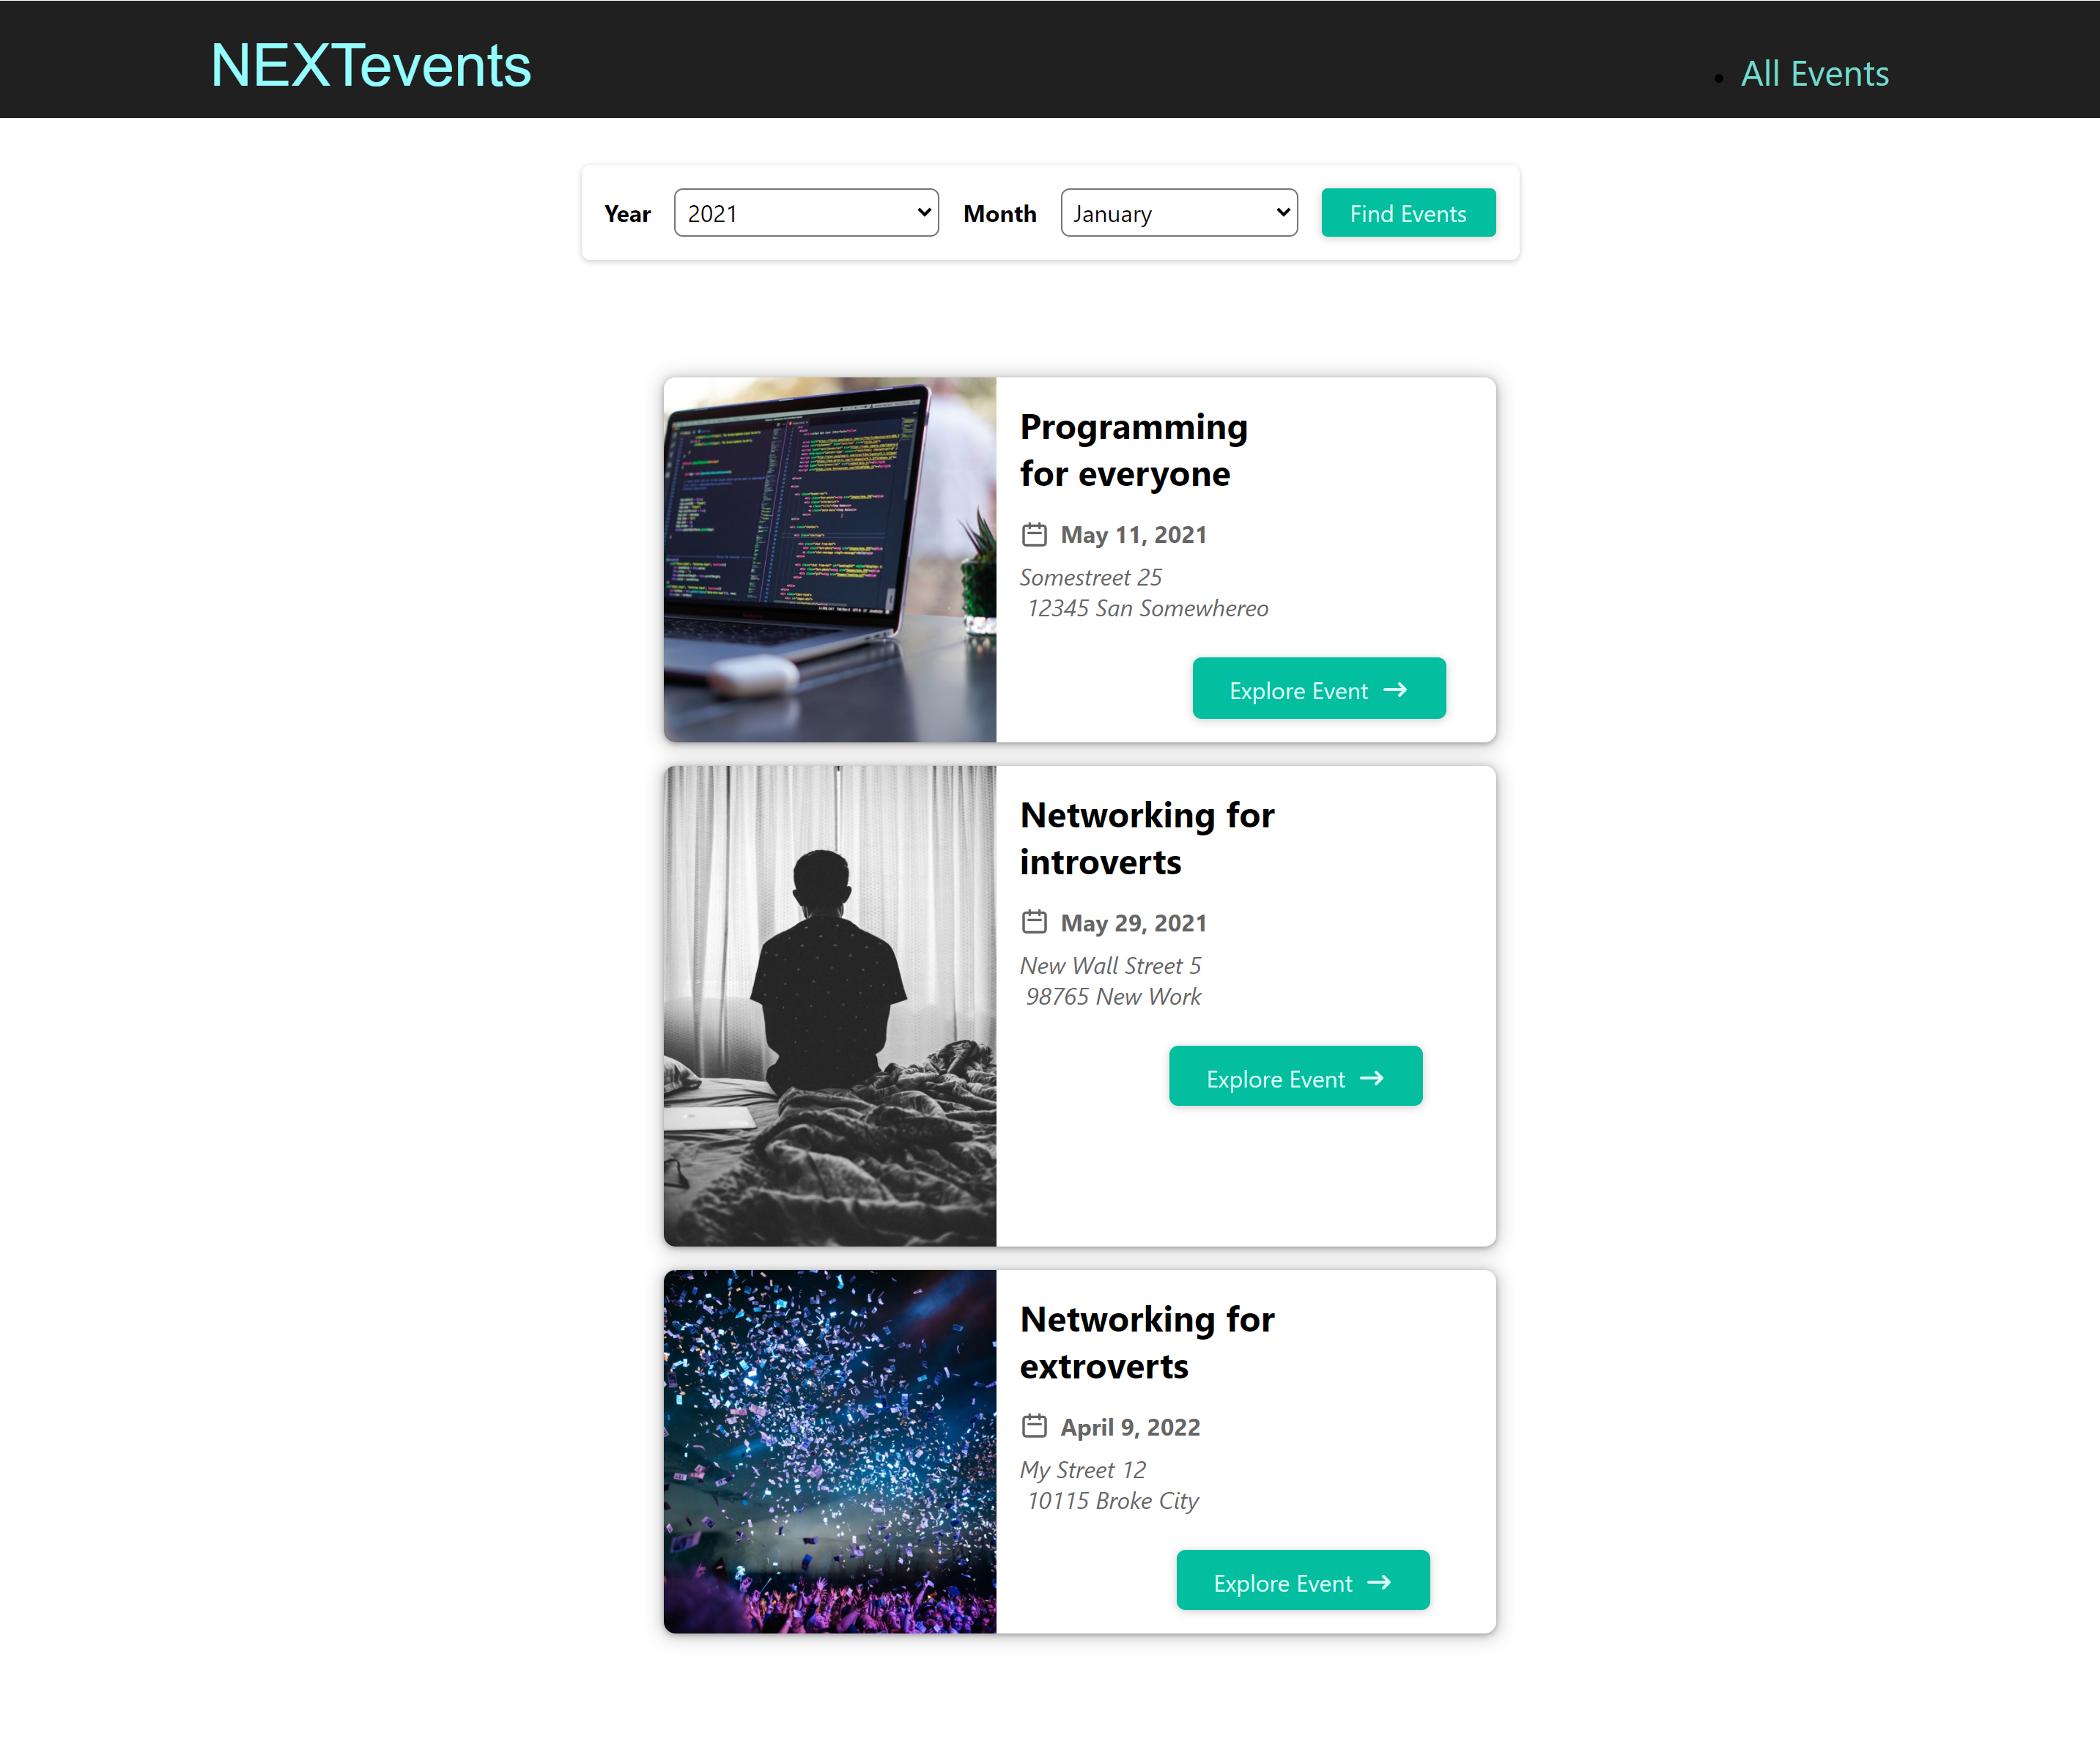 NEXTevents
All Events
Year 2021 Month January Find Events
Programming
for everyone
May 11, 2021
Somestreet 25
12345 San Somewhereo
Explore Event →
Networking for
introverts
May 29, 2021
New Wall Street 5
98765 New Work
Explore Event →
Networking for
extroverts
April 9, 2022
My Street 12
10115 Broke City
Explore Event →